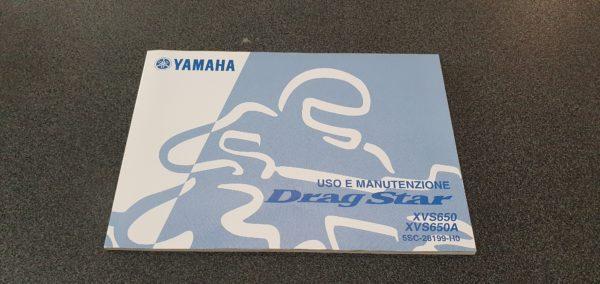 YAMAHA
USO E MANUTENZIONE
Drag Star
XVS650
XVS650A
5SC-28199-H0